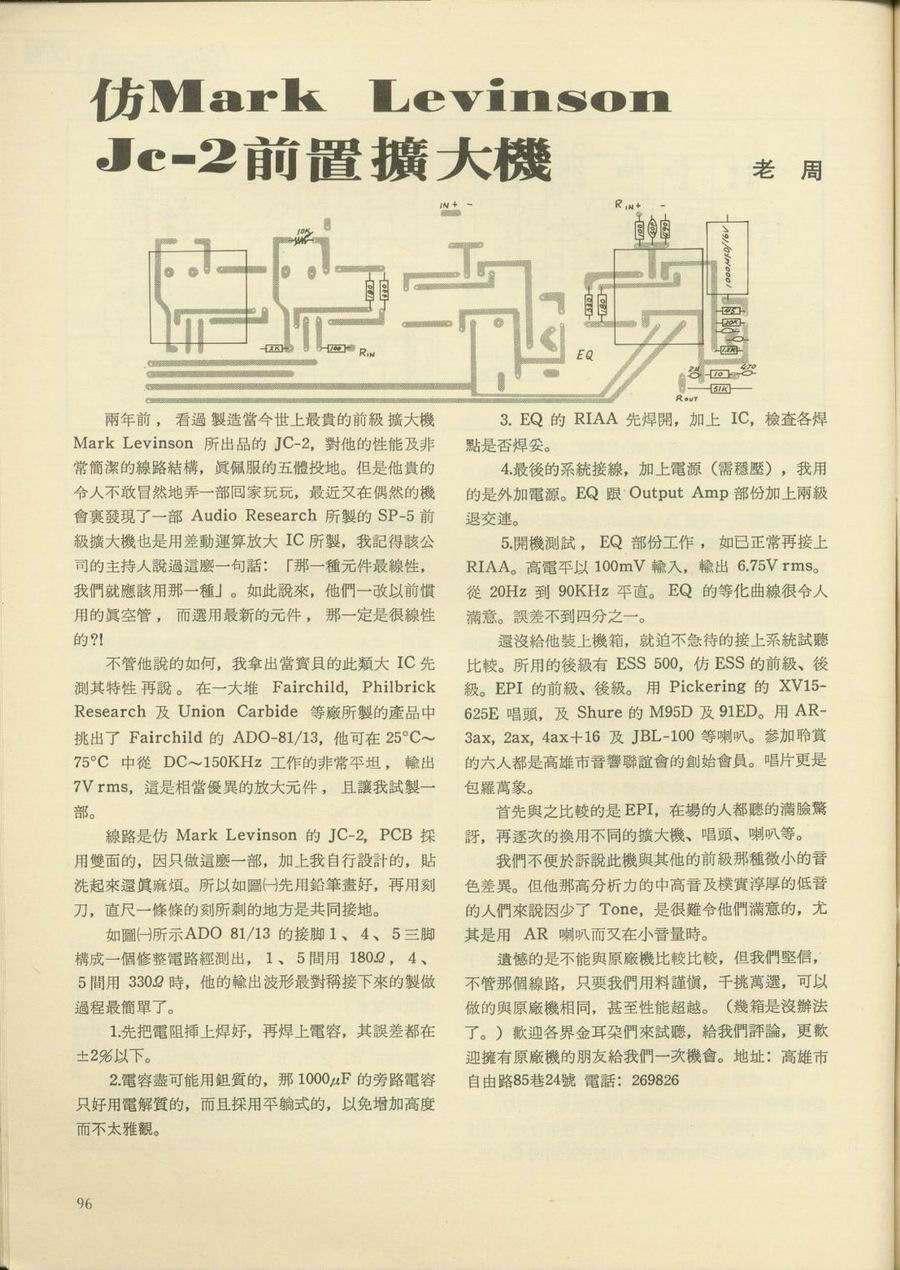 仿Mark Levinson
Jc-2前置擴大機
老 周
IN + -
R IN + -
10K
180
330
100
330
180
1000MFD/16V
2K
100
RIN
EQ
10
470
51K
ROUT
兩年前，看過製造當今世上最貴的前級擴大機
Mark Levinson 所出品的 JC-2，對他的性能及非
常簡潔的線路結構，眞佩服的五體投地。但是他貴的
令人不敢冒然地弄一部囘家玩玩，最近又在偶然的機
會裏發現了一部 Audio Research 所製的 SP-5 前
級擴大機也是用差動運算放大 IC 所製，我記得該公
司的主持人說過這麼一句話：「那一種元件最線性，
我們就應該用那一種」。如此說來，他們一改以前慣
用的眞空管，而選用最新的元件，那一定是很線性
的?!
不管他說的如何，我拿出當寶貝的此類大 IC 先
測其特性再說。在一大堆 Fairchild, Philbrick
Research 及 Union Carbide 等廠所製的產品中
挑出了 Fairchild 的 ADO-81/13，他可在 25°C～
75°C 中從 DC～150KHz 工作的非常平坦，輸出
7V rms，這是相當優異的放大元件，且讓我試製一
部。
線路是仿 Mark Levinson 的 JC-2, PCB 採
用雙面的，因只做這麼一部，加上我自行設計的，貼
洗起來還眞麻煩。所以如圖㈠先用鉛筆畫好，再用刻
刀，直尺一條條的刻所剩的地方是共同接地。
如圖㈠所示ADO 81/13 的接脚1、4、5三脚
構成一個修整電路經測出，1、5間用 180Ω，4、
5間用 330Ω 時，他的輸出波形最對稱接下來的製做
過程最簡單了。
1.先把電阻揷上焊好，再焊上電容，其誤差都在
±2%以下。
2.電容盡可能用鉭質的，那 1000μF 的旁路電容
只好用電解質的，而且採用平躺式的，以免增加高度
而不太雅觀。
3. EQ 的 RIAA 先焊開，加上 IC，檢查各焊
點是否焊妥。
4.最後的系統接線，加上電源（需穩壓），我用
的是外加電源。EQ 跟 Output Amp 部份加上兩級
退交連。
5.開機測試，EQ 部份工作，如已正常再接上
RIAA。高電平以 100mV 輸入，輸出 6.75V rms。
從 20Hz 到 90KHz 平直。EQ 的等化曲線很令人
滿意。誤差不到四分之一。
還沒給他裝上機箱，就迫不急待的接上系統試聽
比較。所用的後級有 ESS 500，仿 ESS 的前級、後
級。EPI 的前級、後級。用 Pickering 的 XV15-
625E 唱頭，及 Shure 的 M95D 及 91ED。用 AR-
3ax, 2ax, 4ax+16 及 JBL-100 等喇叭。參加聆賞
的六人都是高雄市音響聯誼會的創始會員。唱片更是
包羅萬象。
首先與之比較的是EPI，在場的人都聽的滿臉驚
訝，再逐次的換用不同的擴大機、唱頭、喇叭等。
我們不便於訴說此機與其他的前級那種微小的音
色差異。但他那高分析力的中高音及樸實淳厚的低音
的人們來說因少了 Tone，是很難令他們滿意的，尤
其是用 AR 喇叭而又在小音量時。
遺憾的是不能與原廠機比較比較，但我們堅信，
不管那個線路，只要我們用料謹愼，千挑萬選，可以
做的與原廠機相同，甚至性能超越。（幾箱是沒辦法
了。）歡迎各界金耳朶們來試聽，給我們評論，更歡
迎擁有原廠機的朋友給我們一次機會。地址：高雄市
自由路85巷24號 電話：269826
96